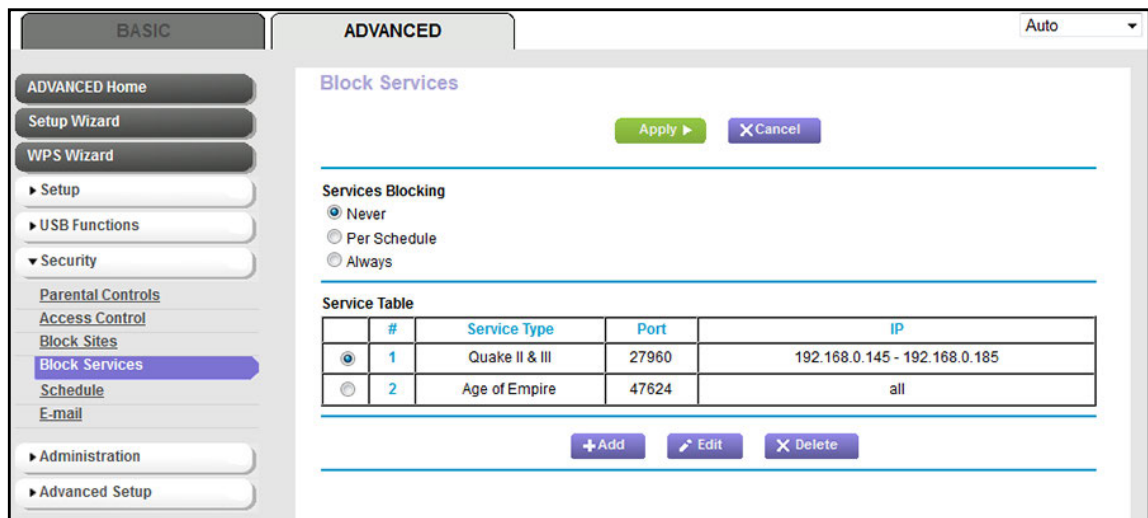 BASIC
ADVANCED
Auto
ADVANCED Home
Setup Wizard
WPS Wizard
Setup
USB Functions
Security
Parental Controls
Access Control
Block Sites
Block Services
Schedule
E-mail
Administration
Advanced Setup
Block Services
Apply
Cancel
Services Blocking
Never
Per Schedule
Always
Service Table
# Service Type Port IP
1 Quake II & III 27960 192.168.0.145 - 192.168.0.185
2 Age of Empire 47624 all
Add Edit Delete